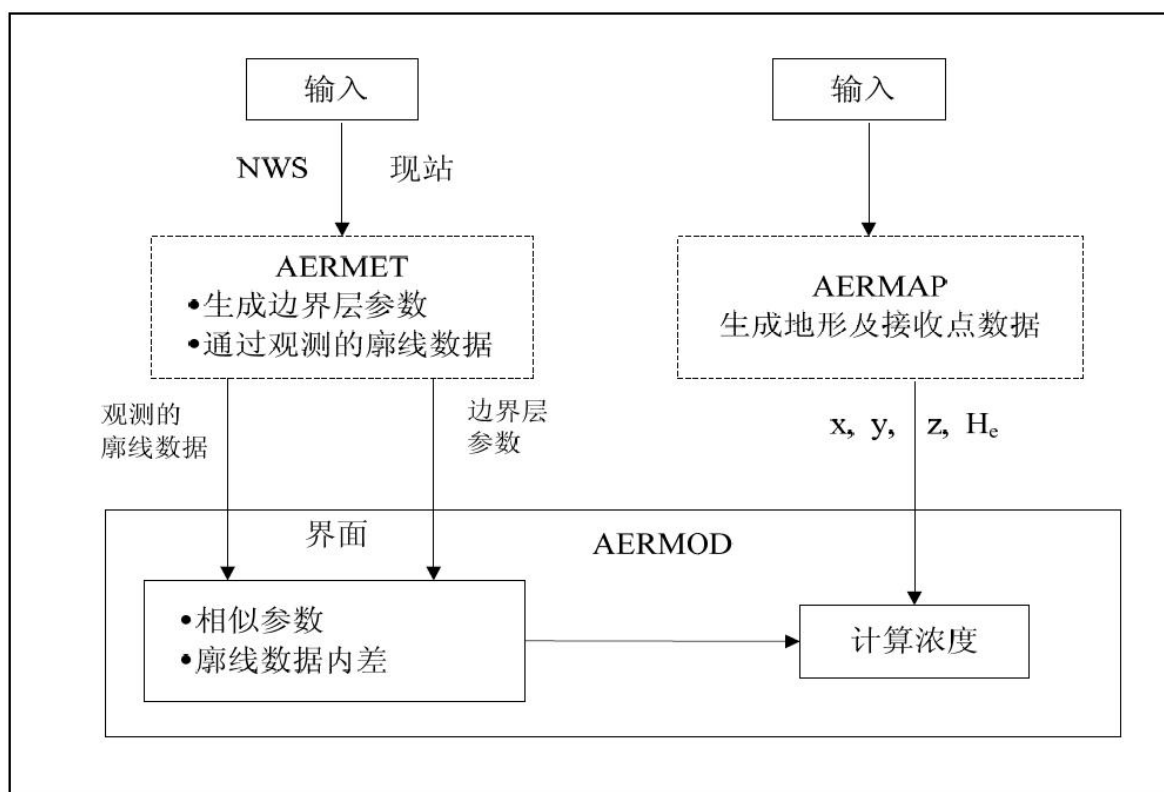 输入
输入
NWS 现站
AERMET
•生成边界层参数
•通过观测的廓线数据
AERMAP
生成地形及接收点数据
观测的
廓线数据
边界层
参数
x, y, z, He
界面
AERMOD
•相似参数
•廓线数据内差
计算浓度